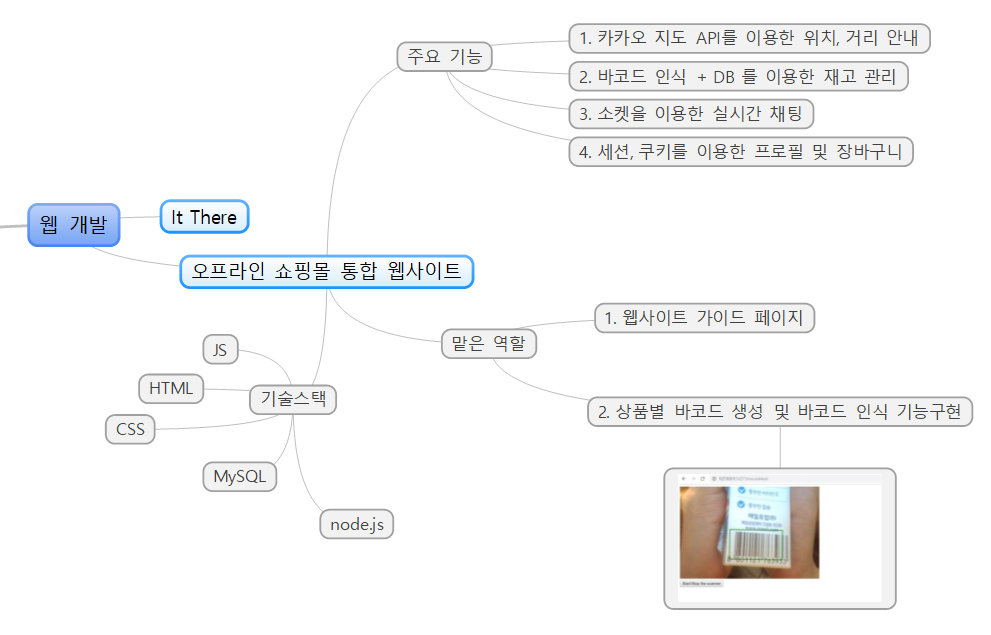 주요 기능
1. 카카오 지도 API를 이용한 위치, 거리 안내
2. 바코드 인식 + DB 를 이용한 재고 관리
3. 소켓을 이용한 실시간 채팅
4. 세션, 쿠키를 이용한 프로필 및 장바구니
웹 개발
It There
오프라인 쇼핑몰 통합 웹사이트
맡은 역할
1. 웹사이트 가이드 페이지
2. 상품별 바코드 생성 및 바코드 인식 기능구현
기술스택
JS
HTML
CSS
MySQL
node.js